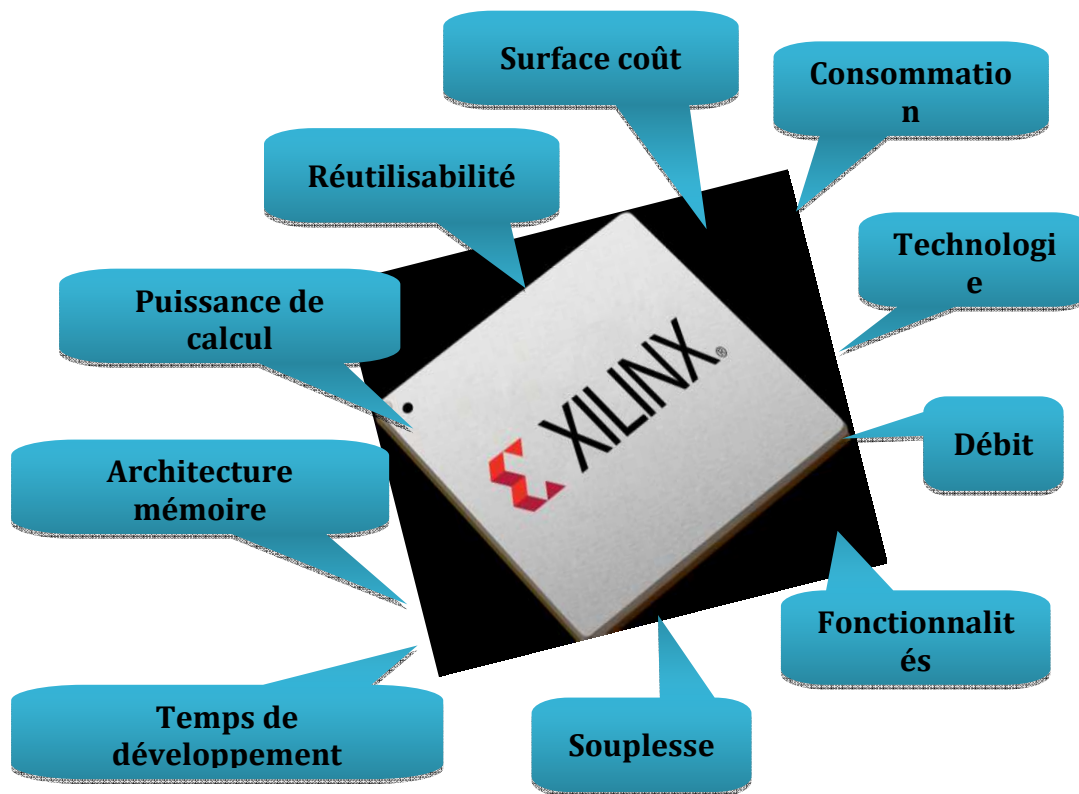 Surface coût
Consommatio
n
Réutilisabilité
Technologi
e
Puissance de
calcul
XILINX®
Débit
Architecture
mémoire
Fonctionnalit
és
Temps de
développement
Souplesse